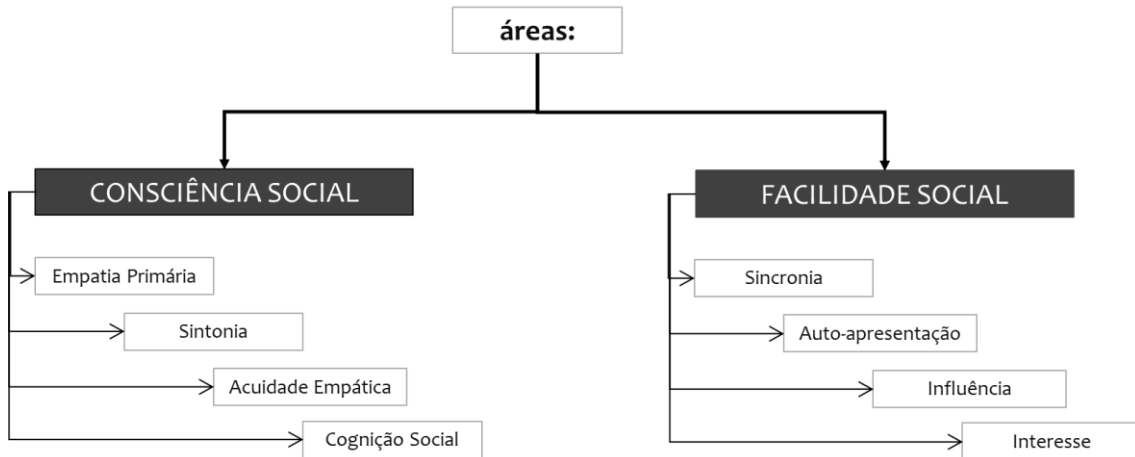 áreas:
CONSCIÊNCIA SOCIAL
Empatia Primária
Sintonia
Acuidade Empática
Cognição Social
FACILIDADE SOCIAL
Sincronia
Auto-apresentação
Influência
Interesse